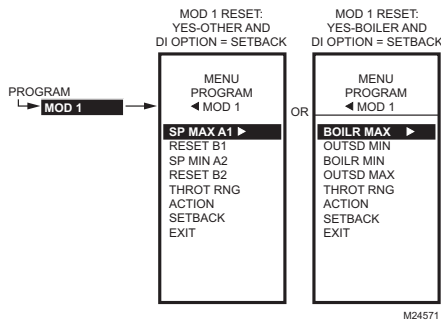 MOD 1 RESET:
YES-OTHER AND
DI OPTION = SETBACK
MOD 1 RESET:
YES-BOILER AND
DI OPTION = SETBACK
PROGRAM
MOD 1
MENU
PROGRAM
◄ MOD 1
SP MAX A1 ►
RESET B1
SP MIN A2
RESET B2
THROT RNG
ACTION
SETBACK
EXIT
OR
MENU
PROGRAM
◄ MOD 1
BOILR MAX ►
OUTSD MIN
BOILR MIN
OUTSD MAX
THROT RNG
ACTION
SETBACK
EXIT
M24571